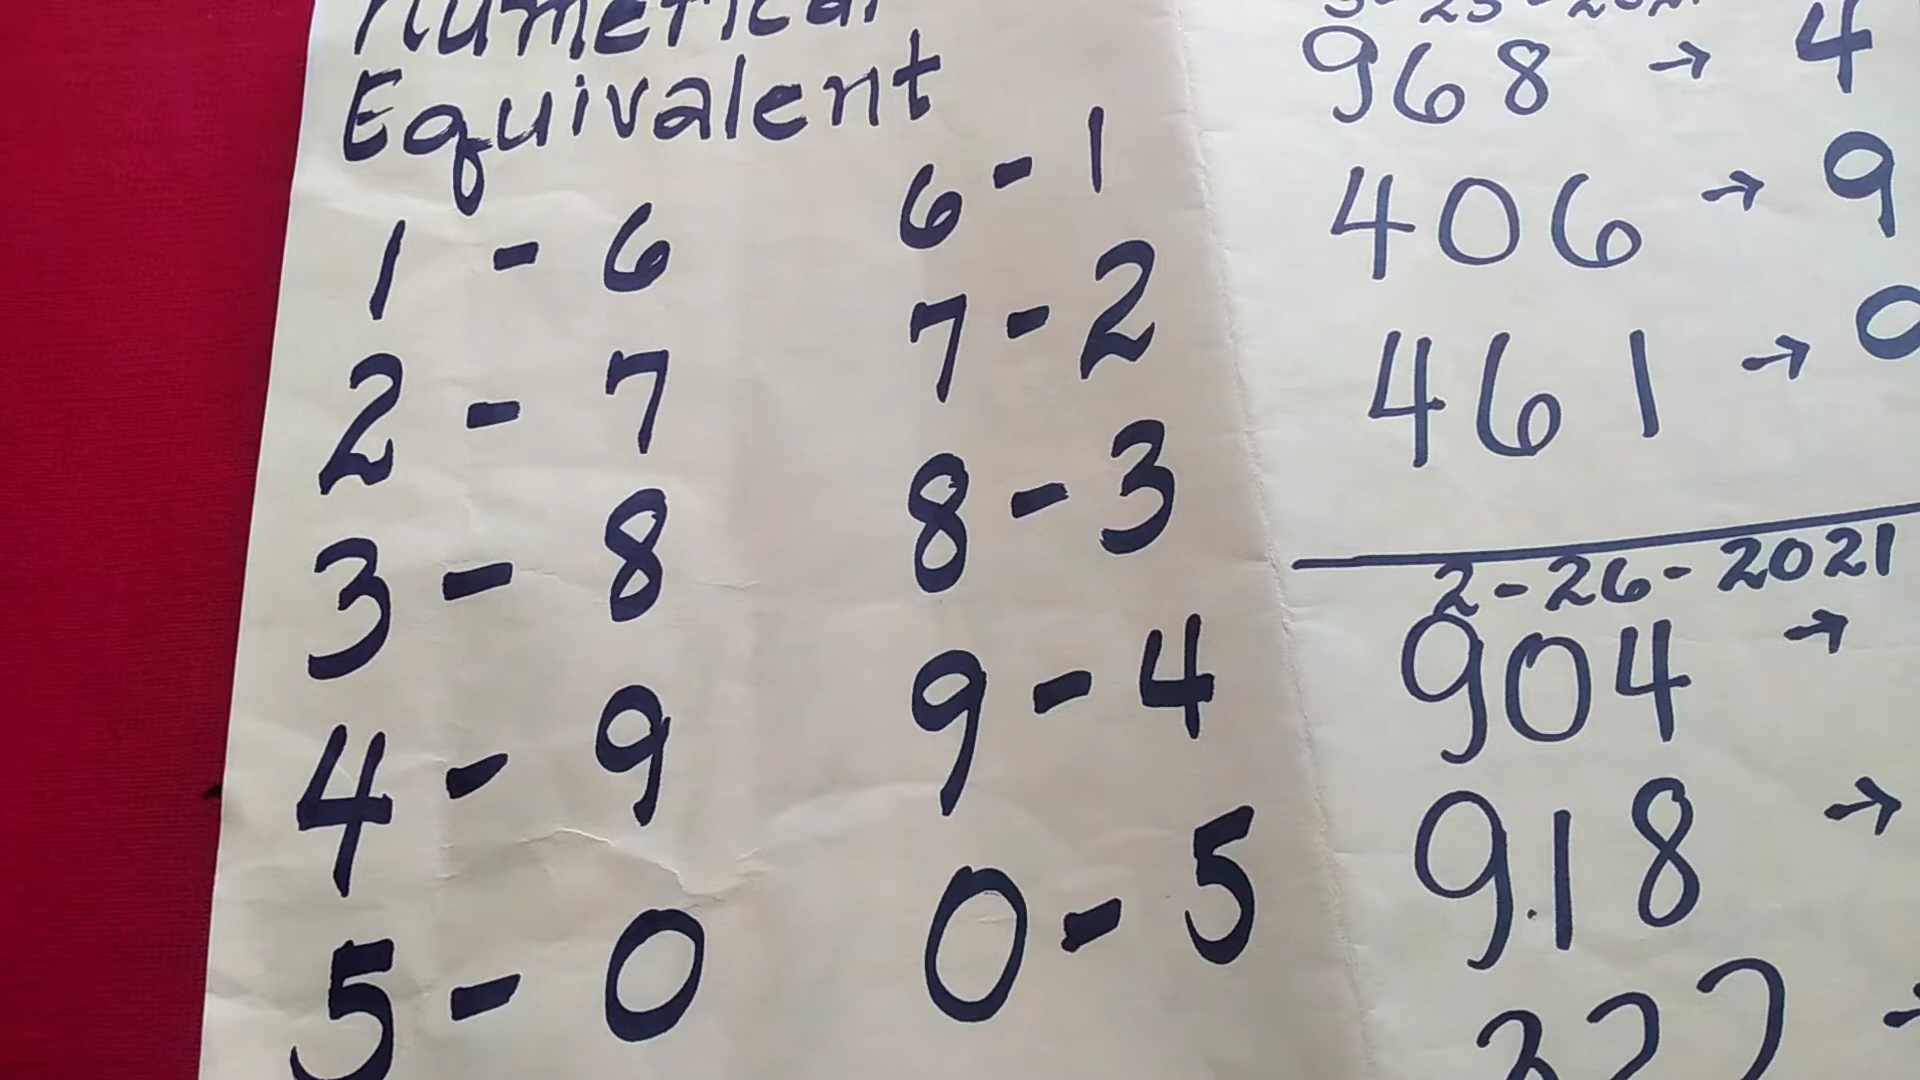 Numerical
Equivalent
1 - 6
2 - 7
3 - 8
4 - 9
5 - 0
6 - 1
7 - 2
8 - 3
9 - 4
0 - 5
968 → 4
406 → 9
461 →
2-26-2021
904 →
918 →